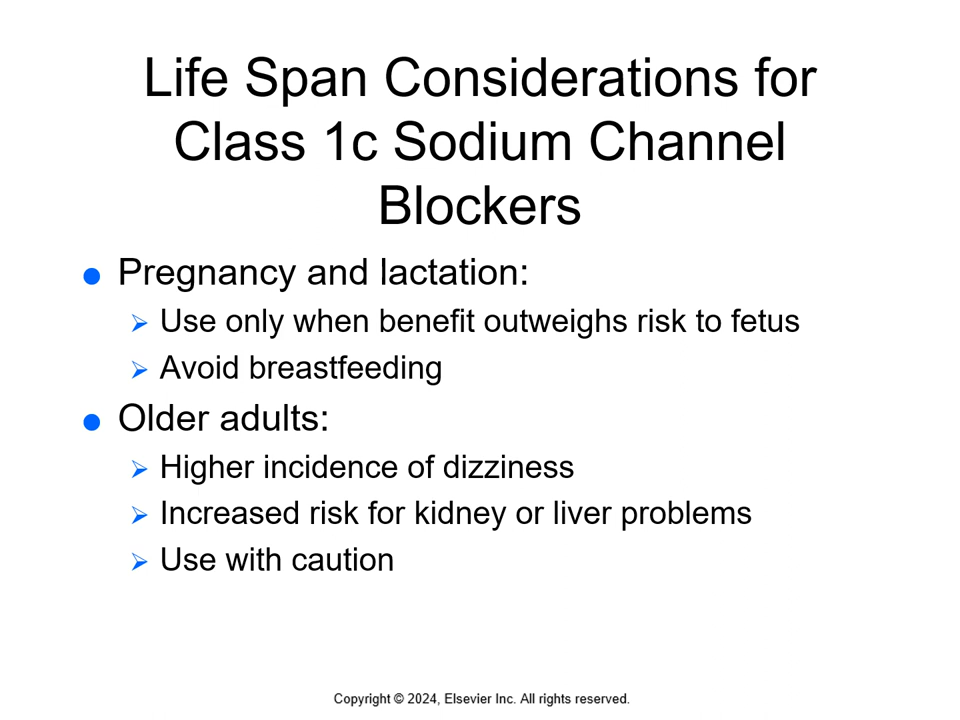 Life Span Considerations for
Class 1c Sodium Channel
Blockers
Pregnancy and lactation:
Use only when benefit outweighs risk to fetus
Avoid breastfeeding
Older adults:
Higher incidence of dizziness
Increased risk for kidney or liver problems
Use with caution
Copyright © 2024, Elsevier Inc. All rights reserved.